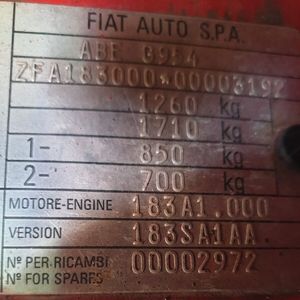 FIAT AUTO S.P.A.
ABE G954
ZFA183000*00003192
1260 kg
1710 kg
1- 850 kg
2- 700 kg
MOTORE-ENGINE 183A1.000
VERSION 183SA1AA
Nº PER RICAMBI
Nº FOR SPARES 00002972